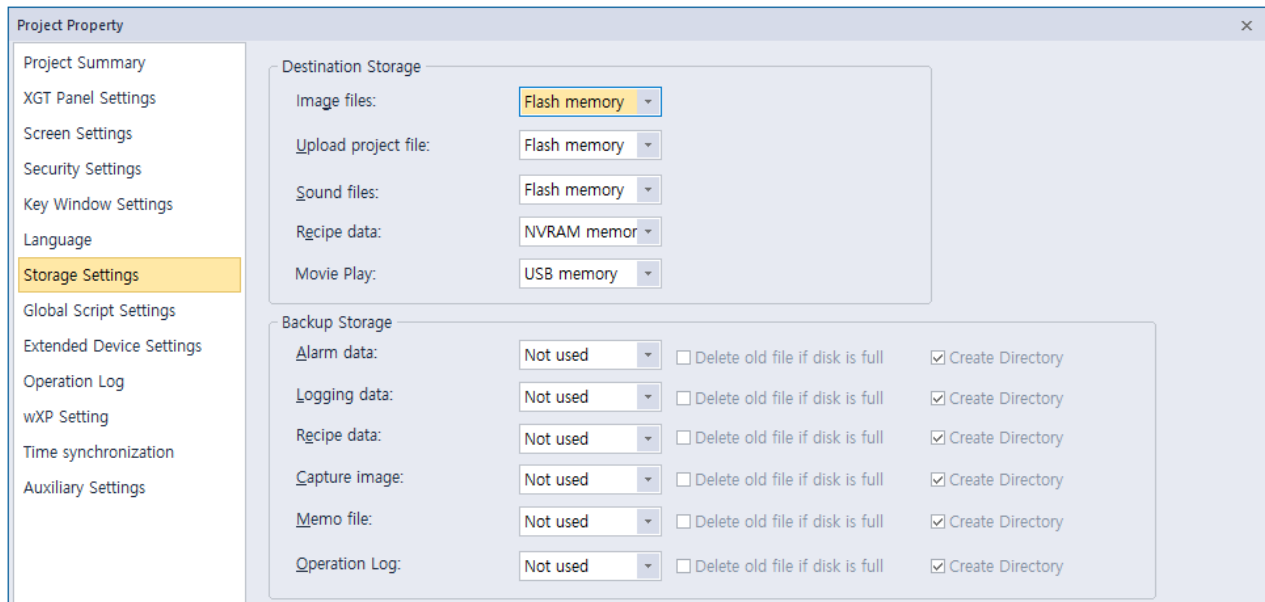 Project Property
Project Summary
XGT Panel Settings
Screen Settings
Security Settings
Key Window Settings
Language
Storage Settings
Global Script Settings
Extended Device Settings
Operation Log
wXP Setting
Time synchronization
Auxiliary Settings
Destination Storage
Image files: Flash memory
Upload project file: Flash memory
Sound files: Flash memory
Recipe data: NVRAM memor
Movie Play: USB memory
Backup Storage
Alarm data: Not used Delete old file if disk is full Create Directory
Logging data: Not used Delete old file if disk is full Create Directory
Recipe data: Not used Delete old file if disk is full Create Directory
Capture image: Not used Delete old file if disk is full Create Directory
Memo file: Not used Delete old file if disk is full Create Directory
Operation Log: Not used Delete old file if disk is full Create Directory